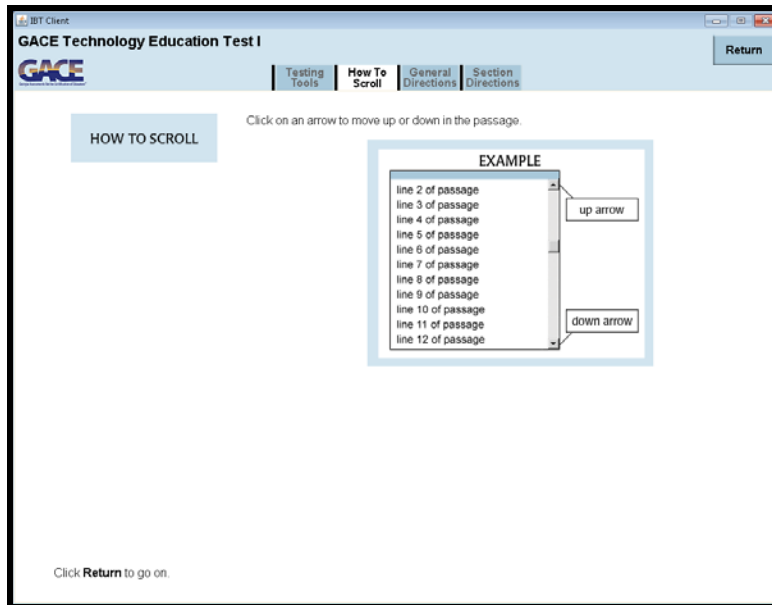 IBT Client
GACE Technology Education Test I
Return
GACE
Testing Tools
How To Scroll
General Directions
Section Directions
HOW TO SCROLL
Click on an arrow to move up or down in the passage.
EXAMPLE
line 2 of passage
line 3 of passage
line 4 of passage
line 5 of passage
line 6 of passage
line 7 of passage
line 8 of passage
line 9 of passage
line 10 of passage
line 11 of passage
line 12 of passage
up arrow
down arrow
Click Return to go on.